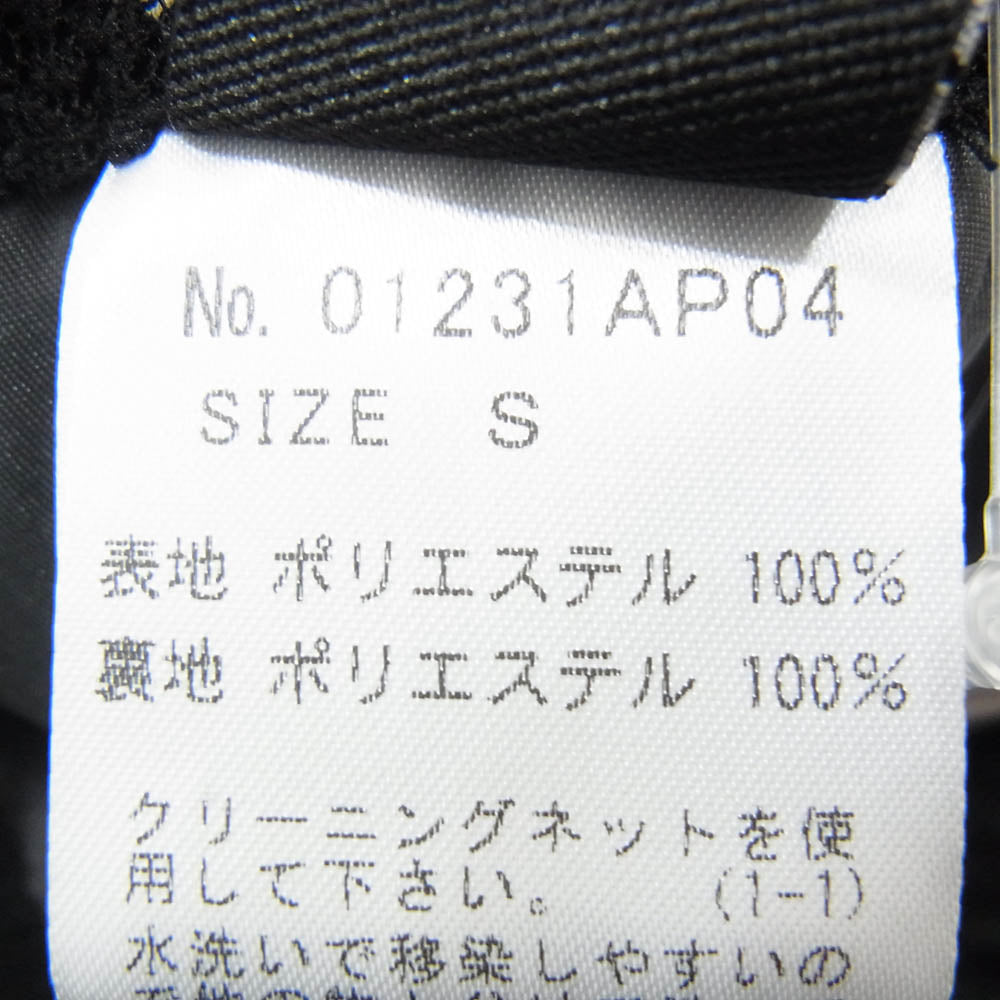 No. 01231AP04
SIZE S
表地 ポリエステル 100%
裏地 ポリエステル 100%
クリーニングネットを使
用して下さい。 (1-1)
水洗いで移染しやすいの